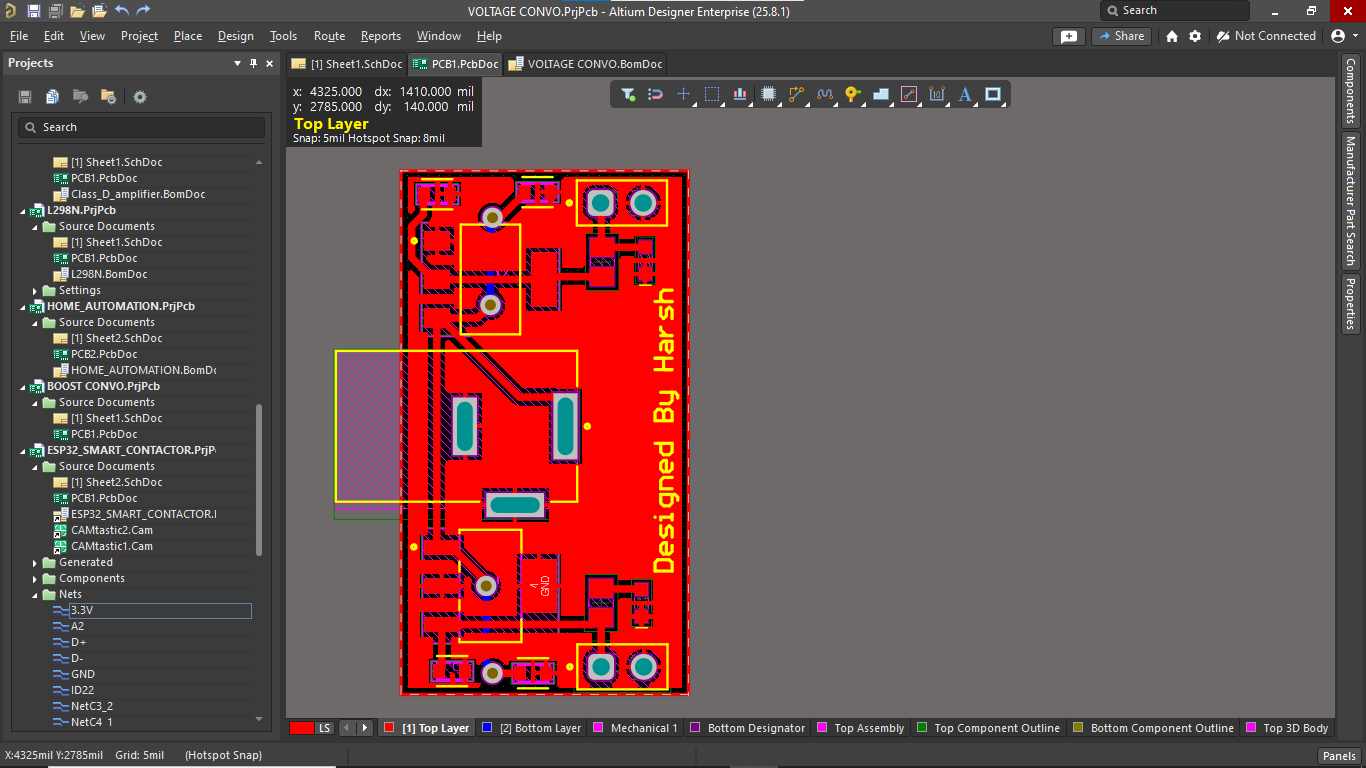 VOLTAGE CONVO.PrjPcb - Altium Designer Enterprise (25.8.1)
Search
File Edit View Project Place Design Tools Route Reports Window Help
Share
Not Connected
Projects
[1] Sheet1.SchDoc
PCB1.PcbDoc
VOLTAGE CONVO.BomDoc
Search
x: 4325.000 dx: 1410.000 mil
y: 2785.000 dy: 140.000 mil
Top Layer
Snap: 5mil Hotspot Snap: 8mil
[1] Sheet1.SchDoc
PCB1.PcbDoc
Class_D_amplifier.BomDoc
L298N.PrjPcb
Source Documents
[1] Sheet1.SchDoc
PCB1.PcbDoc
L298N.BomDoc
Settings
HOME_AUTOMATION.PrjPcb
Source Documents
[1] Sheet2.SchDoc
PCB2.PcbDoc
HOME_AUTOMATION.BomDc
BOOST CONVO.PrjPcb
Source Documents
[1] Sheet1.SchDoc
PCB1.PcbDoc
ESP32_SMART_CONTACTOR.PrjP
Source Documents
[1] Sheet2.SchDoc
PCB1.PcbDoc
ESP32_SMART_CONTACTOR.I
CAMtastic2.Cam
CAMtastic1.Cam
Generated
Components
Nets
3.3V
A2
D+
D-
GND
ID22
NetC3_2
NetC4_1
Designed By Harsh
4
GND
Components
Manufacturer Part Search
Properties
LS
[1] Top Layer
[2] Bottom Layer
Mechanical 1
Bottom Designator
Top Assembly
Top Component Outline
Bottom Component Outline
Top 3D Body
X:4325mil Y:2785mil Grid: 5mil (Hotspot Snap)
Panels